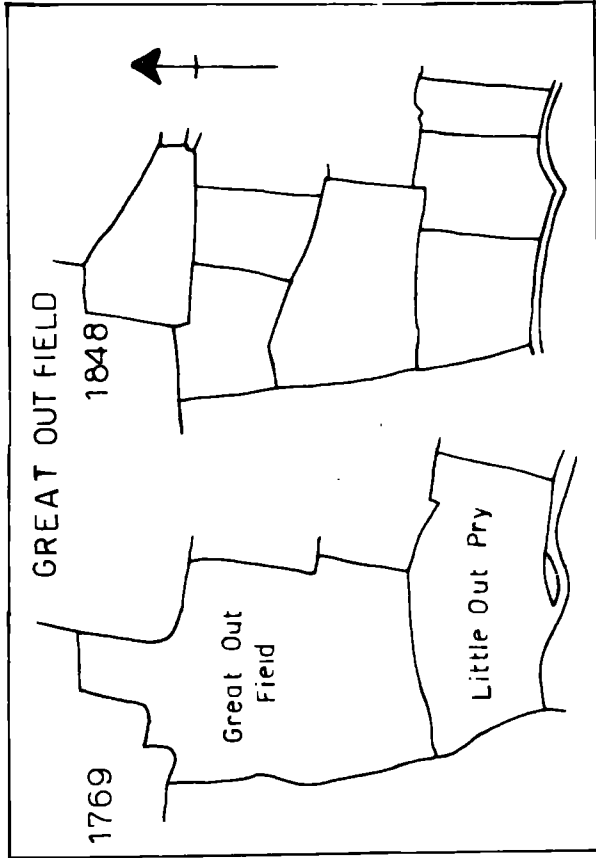 GREAT OUT FIELD
1769
1848
Great Out
Field
Little Out Pry